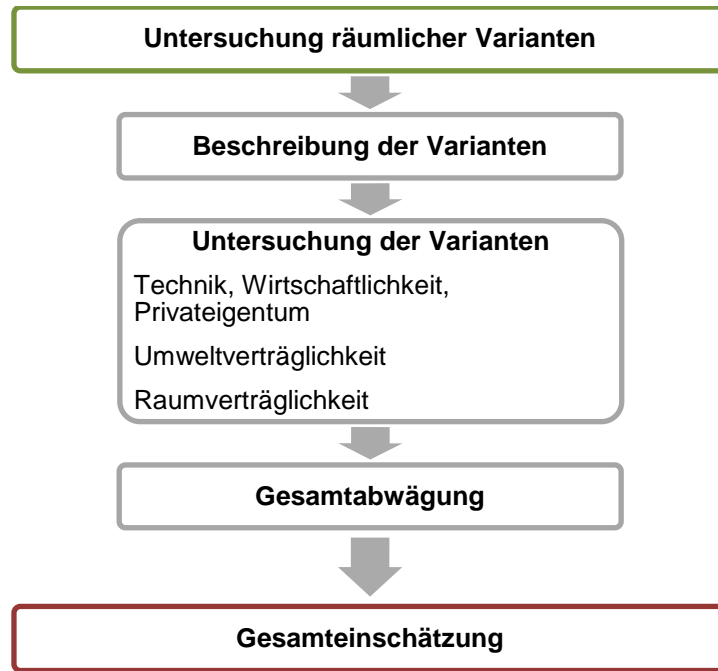 Untersuchung räumlicher Varianten
Beschreibung der Varianten
Untersuchung der Varianten
Technik, Wirtschaftlichkeit,
Privateigentum
Umweltverträglichkeit
Raumverträglichkeit
Gesamtabwägung
Gesamteinschätzung